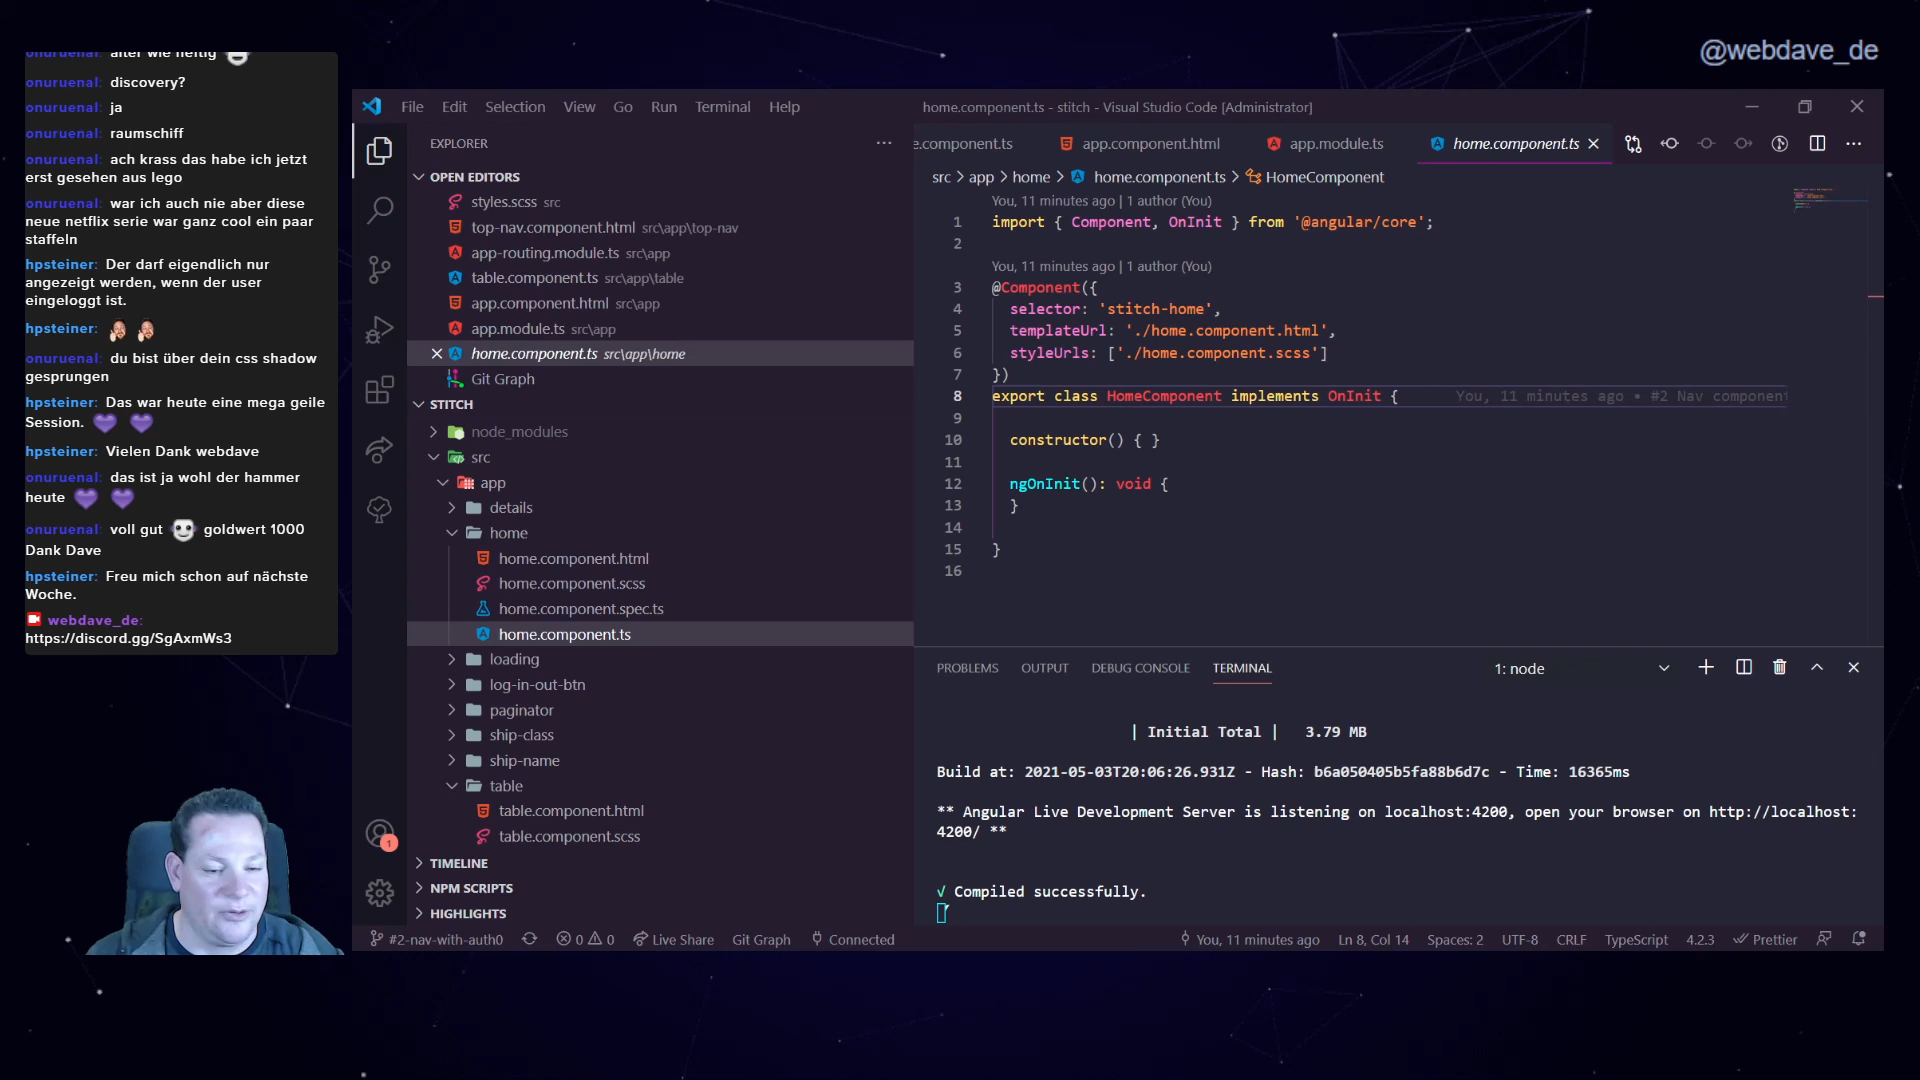 @webdave_de
onuruenal: alter wie heftig
onuruenal: discovery?
onuruenal: ja
onuruenal: raumschiff
onuruenal: ach krass das habe ich jetzt
erst gesehen aus lego
onuruenal: war ich auch nie aber diese
neue netflix serie war ganz cool ein paar
staffeln
hpsteiner: Der darf eigendlich nur
angezeigt werden, wenn der user
eingeloggt ist.
hpsteiner:
onuruenal: du bist über dein css shadow
gesprungen
hpsteiner: Das war heute eine mega geile
Session.
hpsteiner: Vielen Dank webdave
onuruenal: das ist ja wohl der hammer
heute
onuruenal: voll gut goldwert 1000
Dank Dave
hpsteiner: Freu mich schon auf nächste
Woche.
webdave_de:
https://discord.gg/SgAxmWs3
File Edit Selection View Go Run Terminal Help
home.component.ts - stitch - Visual Studio Code [Administrator]
EXPLORER
OPEN EDITORS
styles.scss src
top-nav.component.html src\app\top-nav
app-routing.module.ts src\app
table.component.ts src\app\table
app.component.html src\app
app.module.ts src\app
home.component.ts src\app\home
Git Graph
STITCH
node_modules
src
app
details
home
home.component.html
home.component.scss
home.component.spec.ts
home.component.ts
loading
log-in-out-btn
paginator
ship-class
ship-name
table
table.component.html
table.component.scss
TIMELINE
NPM SCRIPTS
HIGHLIGHTS
1
e.component.ts app.component.html app.module.ts home.component.ts
src > app > home > home.component.ts > HomeComponent
You, 11 minutes ago | 1 author (You)
1 import { Component, OnInit } from '@angular/core';
2
You, 11 minutes ago | 1 author (You)
3 @Component({
4 selector: 'stitch-home',
5 templateUrl: './home.component.html',
6 styleUrls: ['./home.component.scss']
7 })
8 export class HomeComponent implements OnInit { You, 11 minutes ago • #2 Nav component
9
10 constructor() { }
11
12 ngOnInit(): void {
13 }
14
15 }
16
PROBLEMS OUTPUT DEBUG CONSOLE TERMINAL 1: node
| Initial Total | 3.79 MB
Build at: 2021-05-03T20:06:26.931Z - Hash: b6a050405b5fa88b6d7c - Time: 16365ms
** Angular Live Development Server is listening on localhost:4200, open your browser on http://localhost:
4200/ **
√ Compiled successfully.
#2-nav-with-auth0 0 0 Live Share Git Graph Connected You, 11 minutes ago Ln 8, Col 14 Spaces: 2 UTF-8 CRLF TypeScript 4.2.3 Prettier